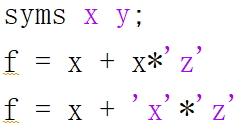 syms x y;
f = x + x*'z'
f = x + 'x'*'z'